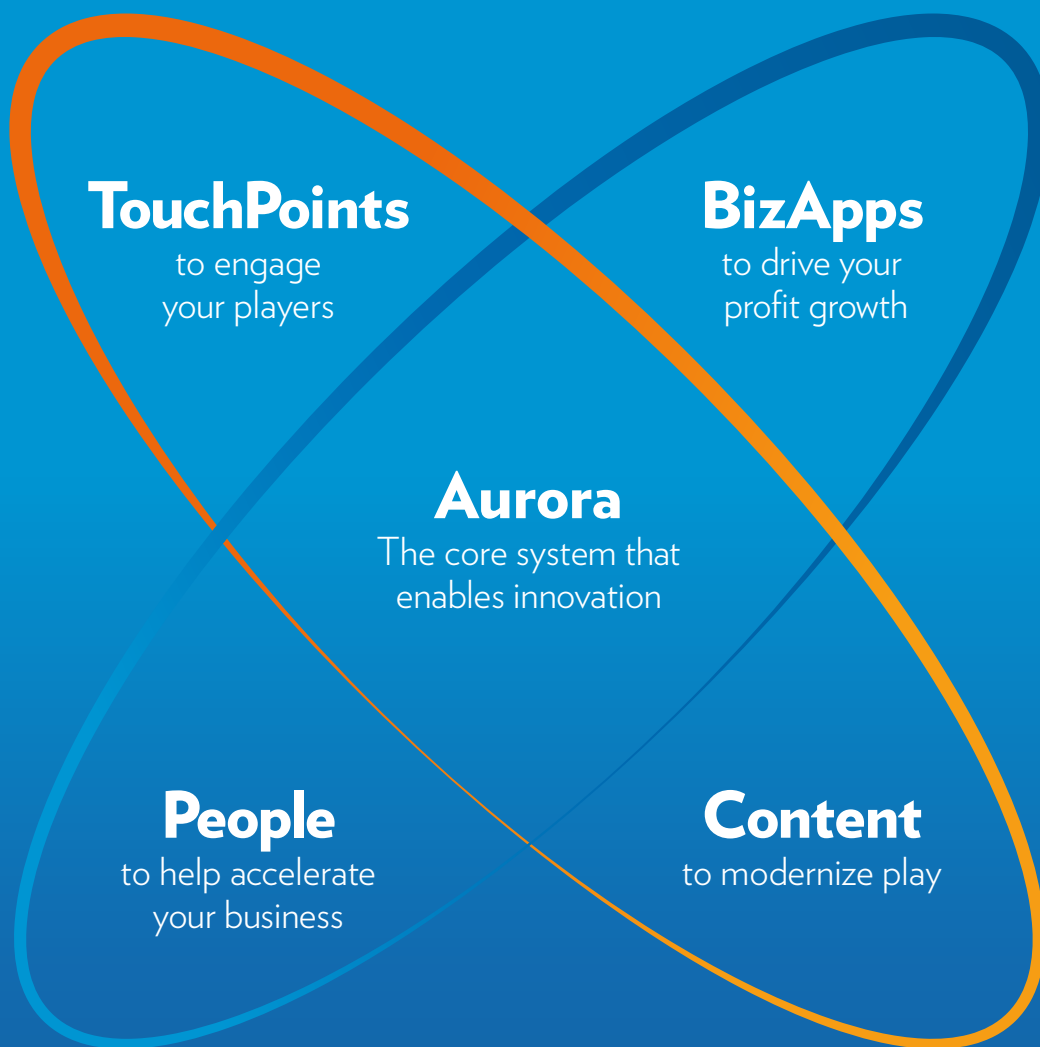 TouchPoints
to engage
your players
BizApps
to drive your
profit growth
Aurora
The core system that
enables innovation
People
to help accelerate
your business
Content
to modernize play